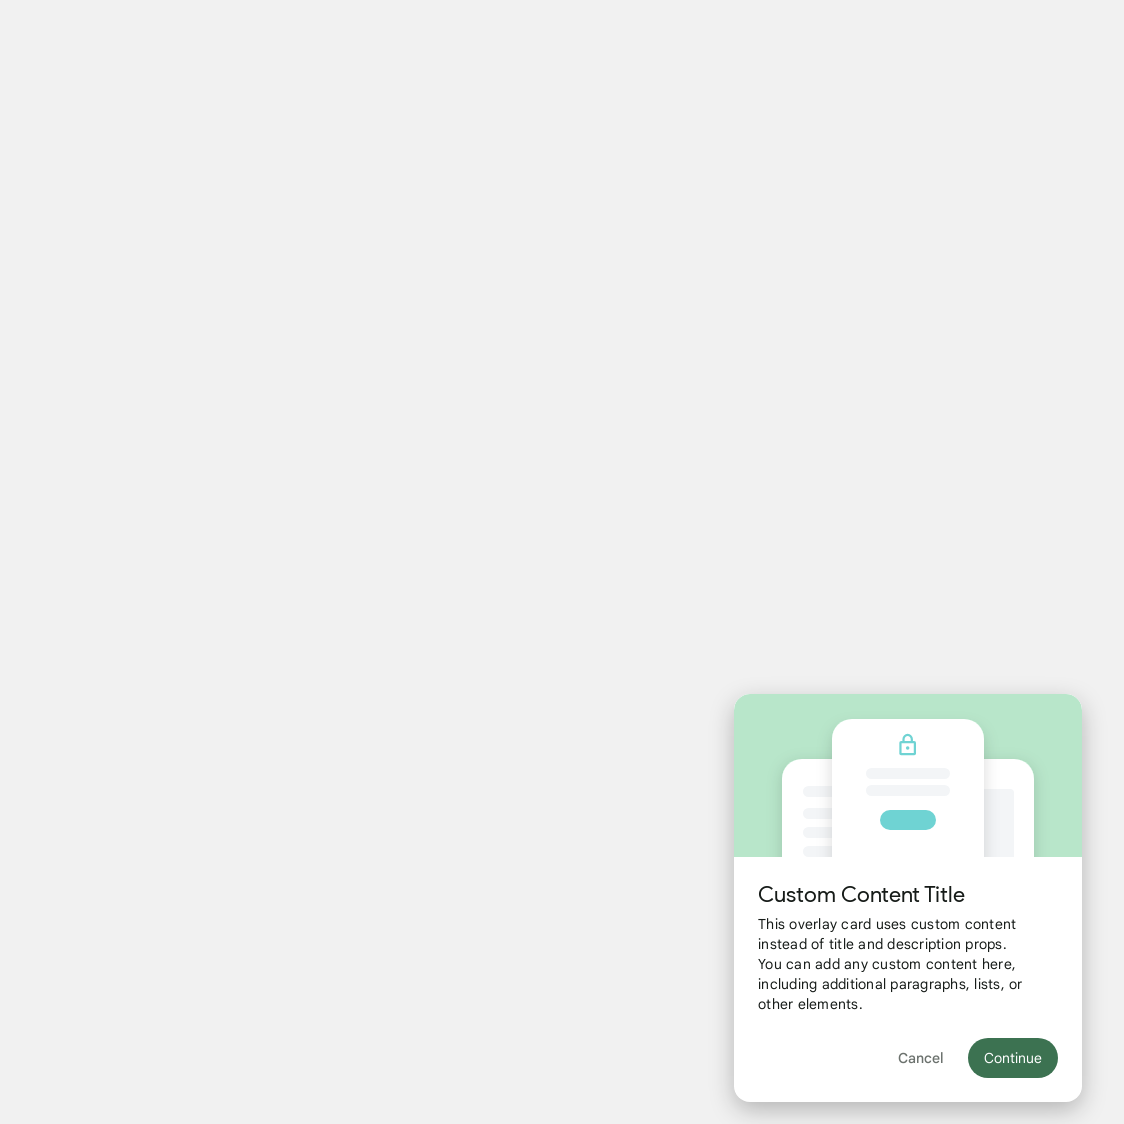 Custom Content Title
This overlay card uses custom content
instead of title and description props.
You can add any custom content here,
including additional paragraphs, lists, or
other elements.
Cancel
Continue